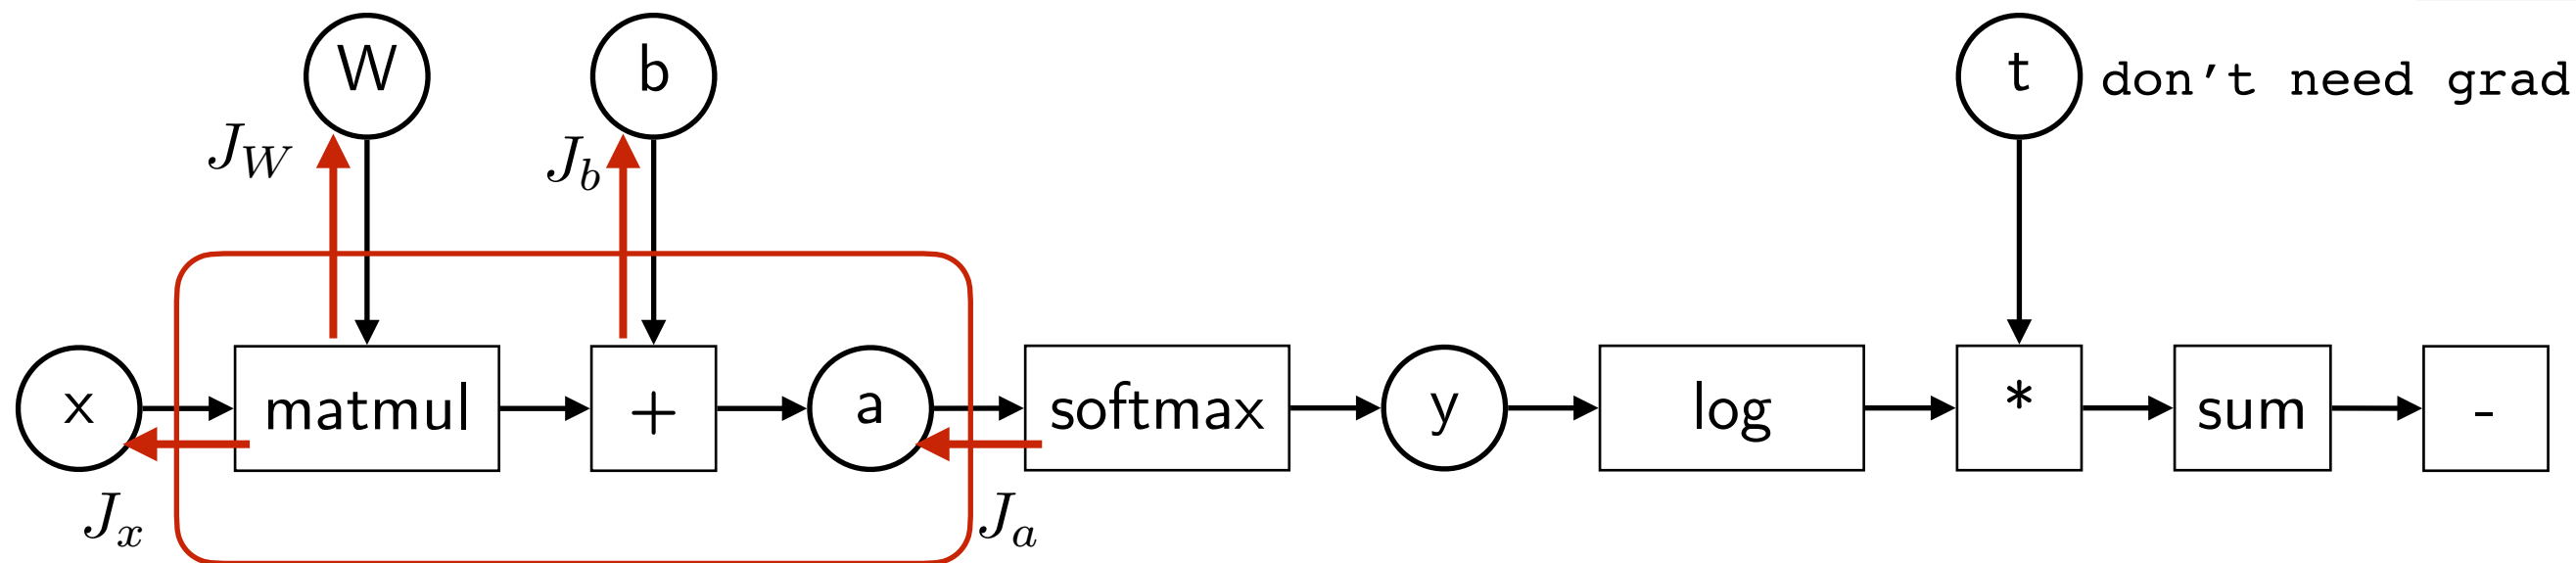 W b t don't need grad
J_W J_b
x matmul + a softmax y log * sum -
J_x J_a